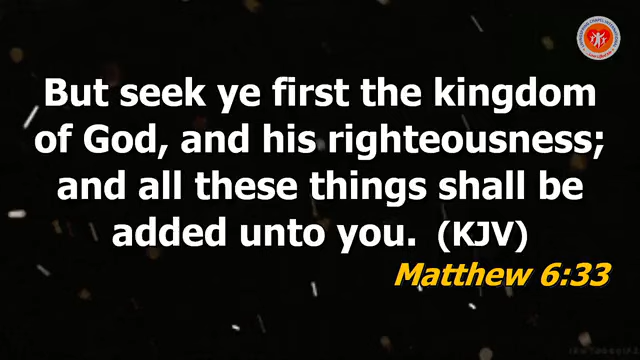 But seek ye first the kingdom
of God, and his righteousness;
and all these things shall be
added unto you. (KJV)
Matthew 6:33